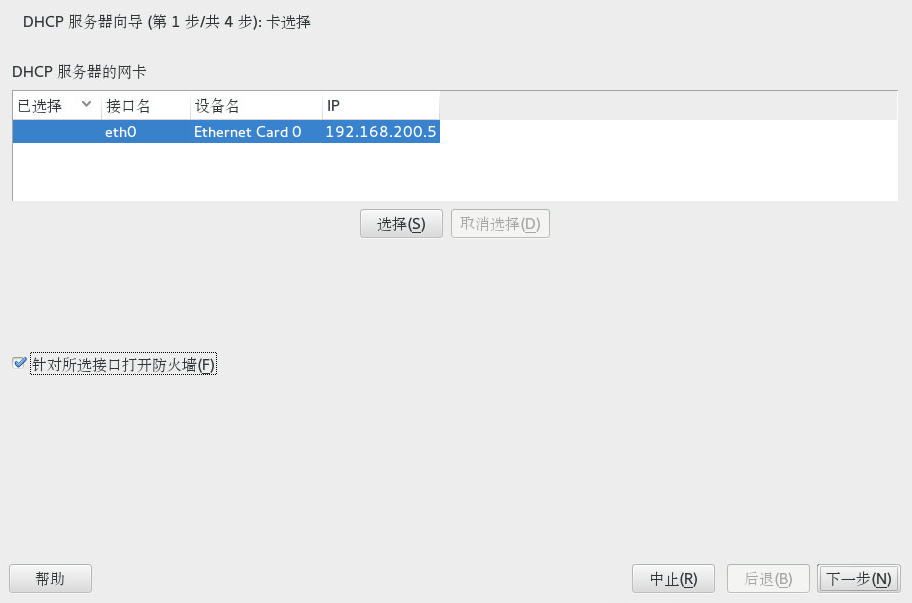 DHCP 服务器向导 (第 1 步/共 4 步): 卡选择
DHCP 服务器的网卡
已选择 接口名 设备名 IP
eth0 Ethernet Card 0 192.168.200.5
选择(S) 取消选择(D)
针对所选接口打开防火墙(F)
帮助 中止(R) 后退(B) 下一步(N)